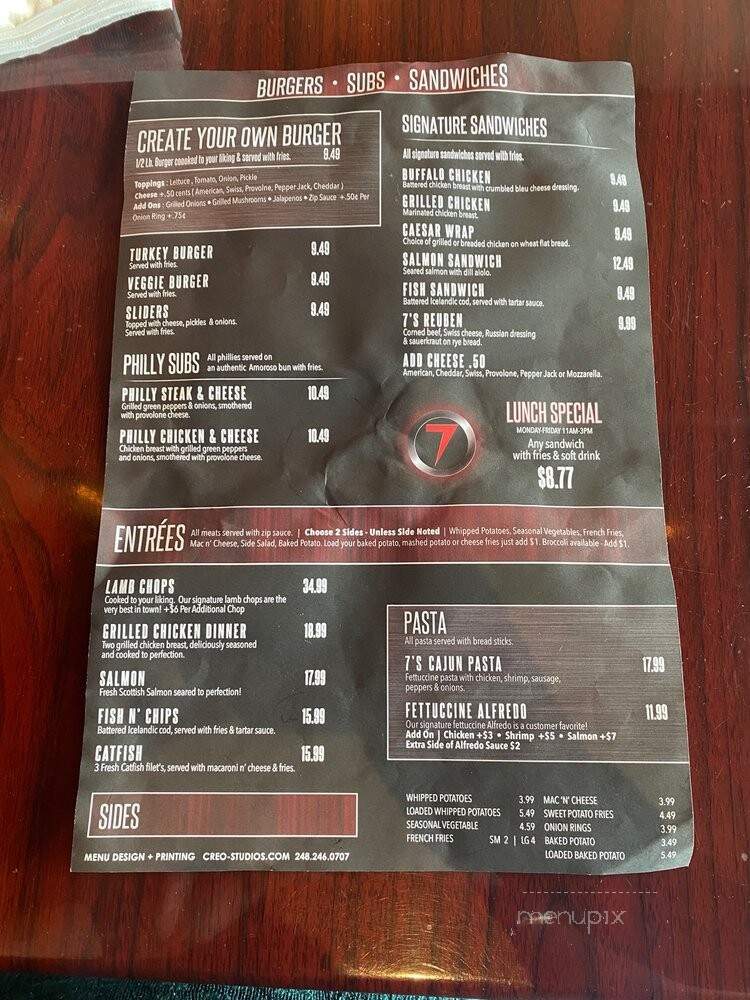 BURGERS • SUBS • SANDWICHES
CREATE YOUR OWN BURGER
1/2 Lb. Burger coooked to your liking & served with fries. 9.49
Toppings : Lettuce , Tomato, Onion, Pickle
Cheese +.50 cents ( American, Swiss, Provolne, Pepper Jack, Cheddar )
Add Ons : Grilled Onions • Grilled Mushrooms • Jalapenos • Zip Sauce +.50¢ Per
Onion Ring +.75¢
TURKEY BURGER 9.49
Served with fries.
VEGGIE BURGER 9.49
Served with fries.
SLIDERS 9.49
Topped with cheese, pickles & onions.
Served with fries.
PHILLY SUBS All phillies served on
an authentic Amoroso bun with fries.
PHILLY STEAK & CHEESE 10.49
Grilled green peppers & onions, smothered
with provolone cheese.
PHILLY CHICKEN & CHEESE 10.49
Chicken breast with grilled green peppers
and onions, smothered with provolone cheese.
SIGNATURE SANDWICHES
All signature sandwiches served with fries.
BUFFALO CHICKEN 9.49
Battered chicken breast with crumbled bleu cheese dressing.
GRILLED CHICKEN 9.49
Marinated chicken breast.
CAESAR WRAP 9.49
Choice of grilled or breaded chicken on wheat flat bread.
SALMON SANDWICH 12.49
Seared salmon with dill aiolo.
FISH SANDWICH 9.49
Battered Icelandic cod, served with tartar sauce.
7'S REUBEN 9.99
Corned beef, Swiss cheese, Russian dressing
& sauerkraut on rye bread.
ADD CHEESE .50
American, Cheddar, Swiss, Provolone, Pepper Jack or Mozzarella.
7
LUNCH SPECIAL
MONDAY-FRIDAY 11AM-3PM
Any sandwich
with fries & soft drink
$8.77
ENTRÉES All meats served with zip sauce. | Choose 2 Sides - Unless Side Noted | Whipped Potatoes, Seasonal Vegetables, French Fries,
Mac n' Cheese, Side Salad, Baked Potato. Load your baked potato, mashed potato or cheese fries just add $1. Broccoli available - Add $1.
LAMB CHOPS 34.99
Cooked to your liking. Our signature lamb chops are the
very best in town! +$6 Per Additional Chop
GRILLED CHICKEN DINNER 18.99
Two grilled chicken breast, deliciously seasoned
and cooked to perfection.
SALMON 17.99
Fresh Scottish Salmon seared to perfection!
FISH N' CHIPS 15.99
Battered Icelandic cod, served with fries & tartar sauce.
CATFISH 15.99
3 Fresh Catfish filet's, served with macaroni n' cheese & fries.
PASTA
All pasta served with bread sticks.
7'S CAJUN PASTA 17.99
Fettuccine pasta with chicken, shrimp, sausage,
peppers & onions.
FETTUCCINE ALFREDO 11.99
Our signature fettuccine Alfredo is a customer favorite!
Add On | Chicken +$3 • Shrimp +$5 • Salmon +$7
Extra Side of Alfredo Sauce $2
SIDES
WHIPPED POTATOES 3.99
LOADED WHIPPED POTATOES 5.49
SEASONAL VEGETABLE 4.59
FRENCH FRIES SM 2 | LG 4
MAC 'N' CHEESE 3.99
SWEET POTATO FRIES 4.49
ONION RINGS 3.99
BAKED POTATO 3.49
LOADED BAKED POTATO 5.49
MENU DESIGN + PRINTING CREO-STUDIOS.COM 248.246.0707
menupix